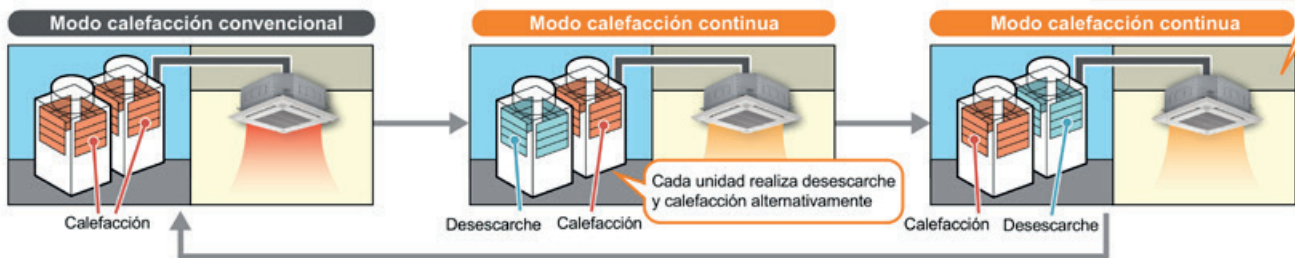 Modo calefacción convencional
Modo calefacción continua
Modo calefacción continua
Calefacción
Desescarche
Calefacción
Cada unidad realiza desescarche
y calefacción alternativamente
Calefacción
Desescarche